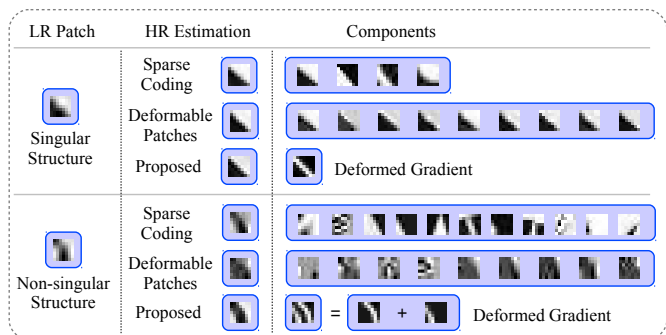 LR Patch HR Estimation Components
Sparse
Coding
Singular
Structure
Deformable
Patches
Proposed Deformed Gradient
Sparse
Coding
Non-singular
Structure
Deformable
Patches
Proposed = + Deformed Gradient